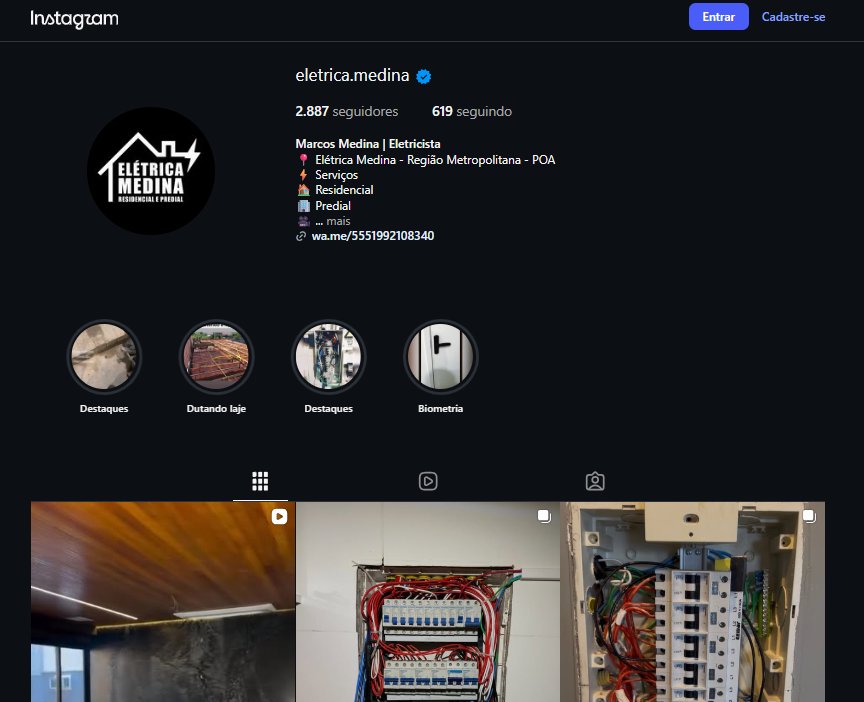 Instagram
Entrar
Cadastre-se
eletrica.medina
2.887 seguidores
619 seguindo
Marcos Medina | Eletricista
📍 Elétrica Medina - Região Metropolitana - POA
⚡ Serviços
🏠 Residencial
🏢 Predial
... mais
wa.me/5551992108340
ELÉTRICA
MEDINA
RESIDENCIAL E PREDIAL
Destaques
Dutando laje
Destaques
Biometria